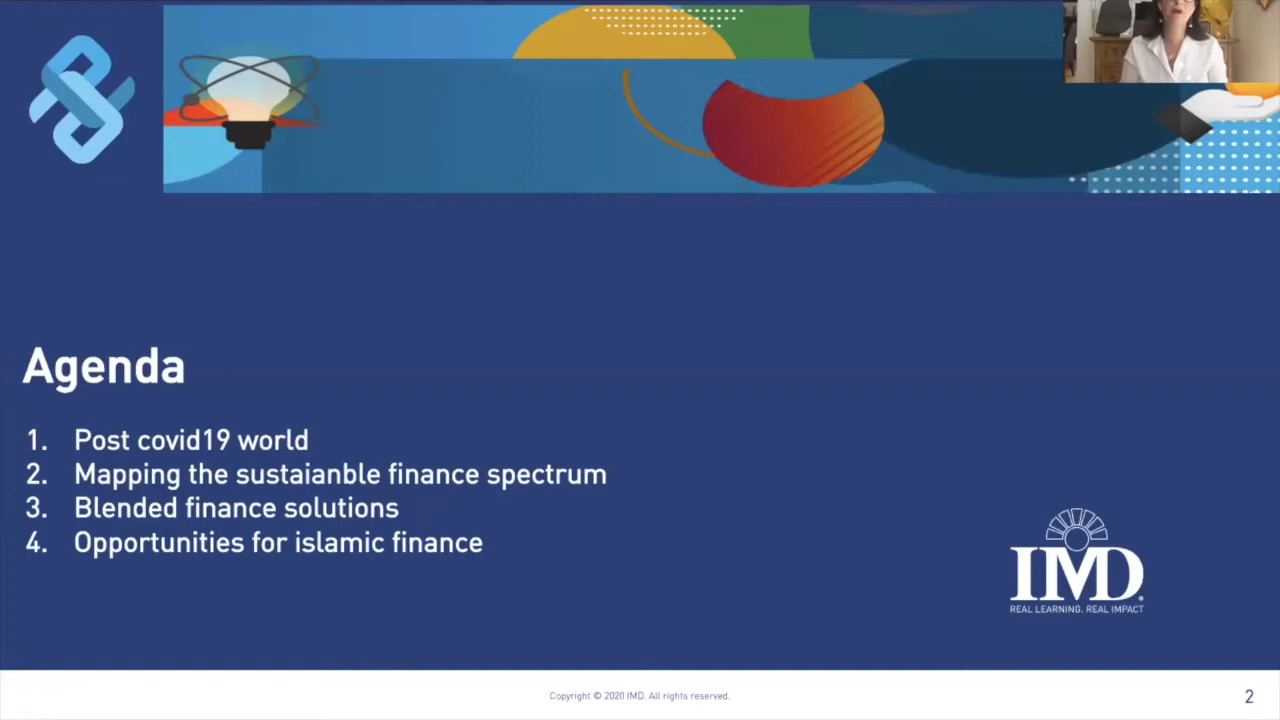 Agenda
1. Post covid19 world
2. Mapping the sustaianble finance spectrum
3. Blended finance solutions
4. Opportunities for islamic finance
IMD
REAL LEARNING. REAL IMPACT
Copyright © 2020 IMD. All rights reserved.
2